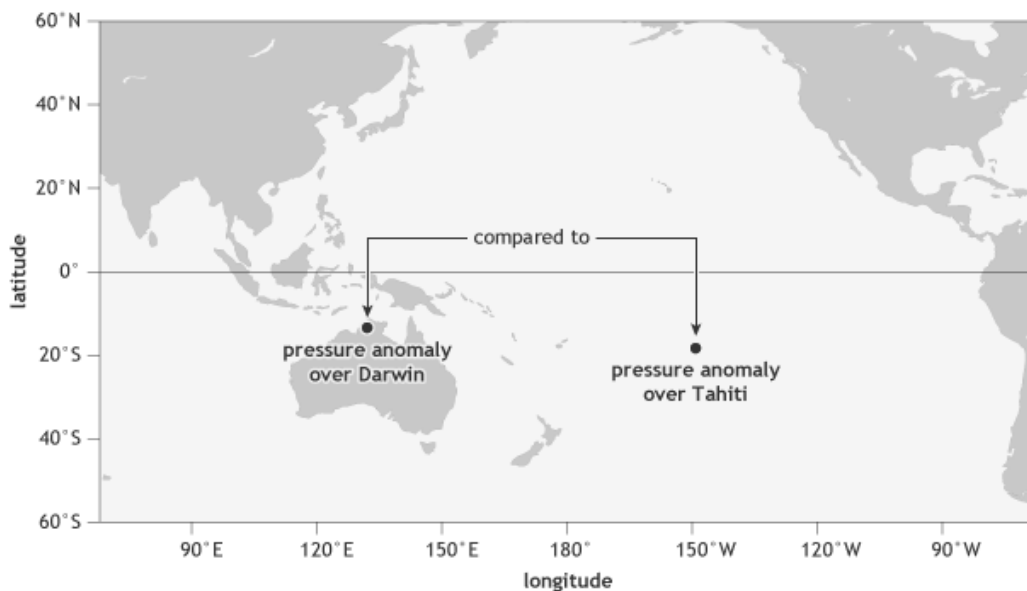 60°N
40°N
20°N
0°
20°S
40°S
60°S
latitude
compared to
pressure anomaly
over Darwin
pressure anomaly
over Tahiti
90°E
120°E
150°E
180°
150°W
120°W
90°W
longitude